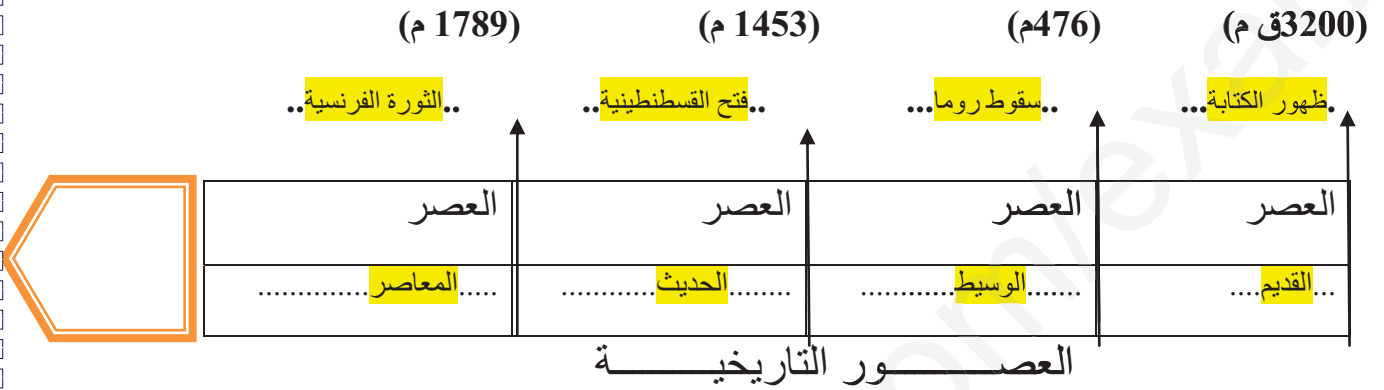 (3200ق م) (476م) (1453 م) (1789 م)
.ظهور الكتابة... ..سقوط روما... ..فتح القسطنطينية.. ..الثورة الفرنسية..
العصر العصر العصر العصر
...القديم.... .......الوسيط............ ........الحديث............ .....المعاصر..............
العصـــــــور التاريخيـــــــة